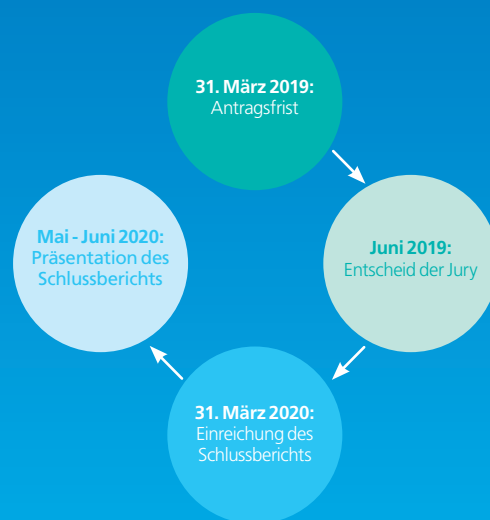 31. März 2019:
Antragsfrist
Juni 2019:
Entscheid der Jury
31. März 2020:
Einreichung des
Schlussberichts
Mai - Juni 2020:
Präsentation des
Schlussberichts